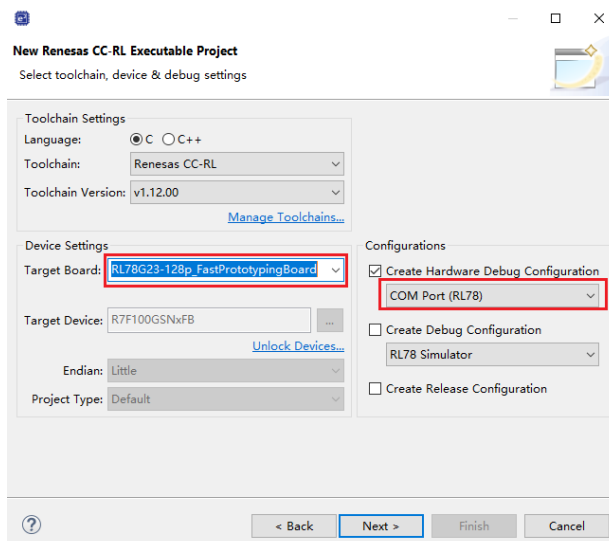 New Renesas CC-RL Executable Project
Select toolchain, device & debug settings
Toolchain Settings
Language: C C++
Toolchain: Renesas CC-RL
Toolchain Version: v1.12.00
Manage Toolchains...
Device Settings
Target Board: RL78G23-128p_FastPrototypingBoard
Target Device: R7F100GSNxFB ...
Unlock Devices...
Endian: Little
Project Type: Default
Configurations
Create Hardware Debug Configuration
COM Port (RL78)
Create Debug Configuration
RL78 Simulator
Create Release Configuration
? < Back Next > Finish Cancel